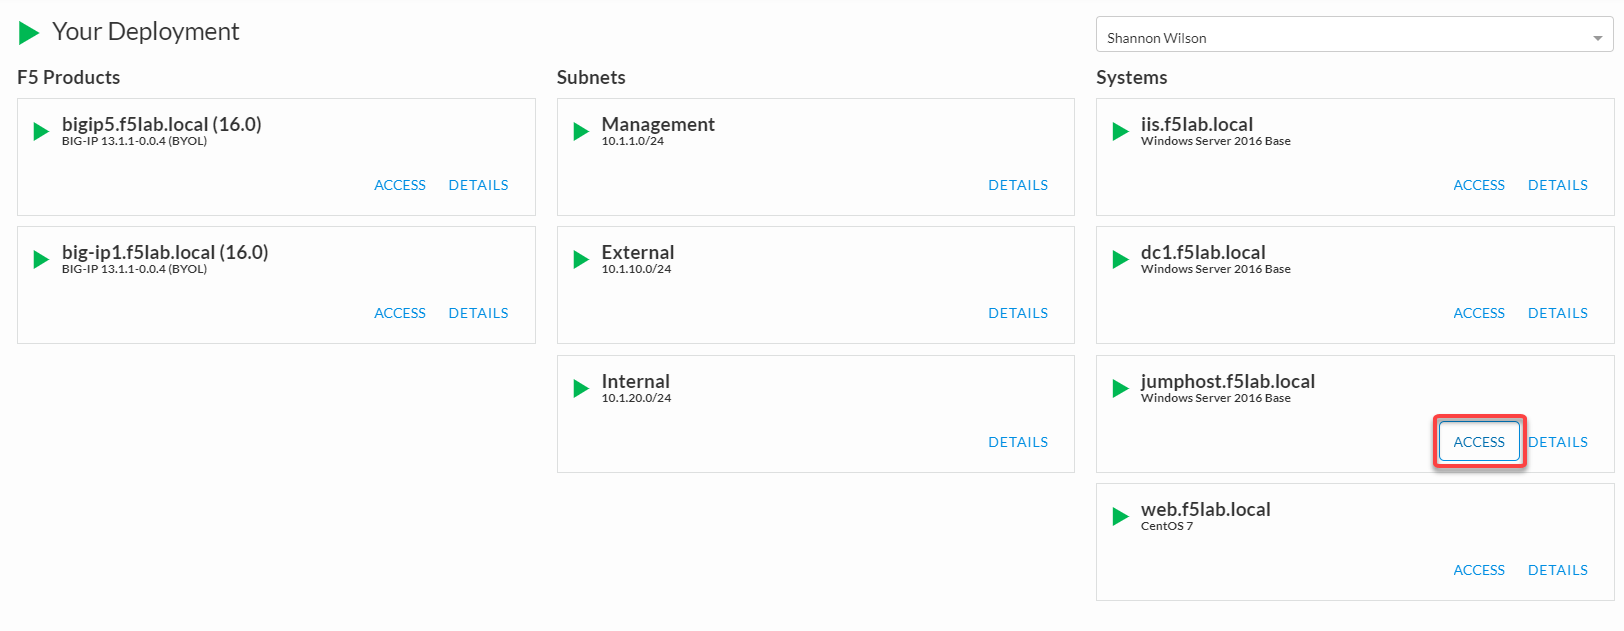 Your Deployment
Shannon Wilson
F5 Products
bigip5.f5lab.local (16.0)
BIG-IP 13.1.1-0.0.4 (BYOL)
ACCESS DETAILS
big-ip1.f5lab.local (16.0)
BIG-IP 13.1.1-0.0.4 (BYOL)
ACCESS DETAILS
Subnets
Management
10.1.1.0/24
DETAILS
External
10.1.10.0/24
DETAILS
Internal
10.1.20.0/24
DETAILS
Systems
iis.f5lab.local
Windows Server 2016 Base
ACCESS DETAILS
dc1.f5lab.local
Windows Server 2016 Base
ACCESS DETAILS
jumphost.f5lab.local
Windows Server 2016 Base
ACCESS DETAILS
web.f5lab.local
CentOS 7
ACCESS DETAILS